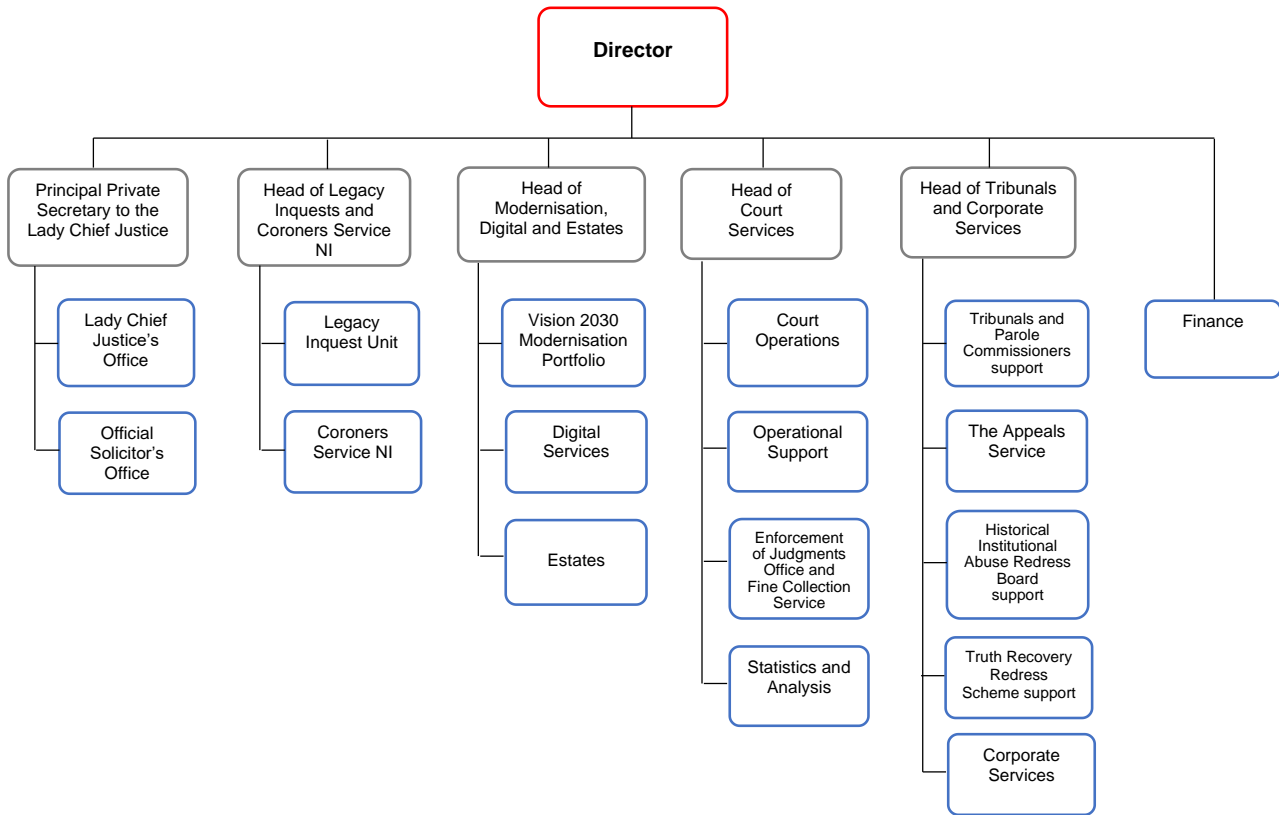 Director
Principal Private
Secretary to the
Lady Chief Justice
Head of Legacy
Inquests and
Coroners Service
NI
Head of
Modernisation,
Digital and Estates
Head of
Court
Services
Head of Tribunals
and Corporate
Services
Lady Chief
Justice's
Office
Official
Solicitor's
Office
Legacy
Inquest Unit
Coroners
Service NI
Vision 2030
Modernisation
Portfolio
Digital
Services
Estates
Court
Operations
Operational
Support
Enforcement
of Judgments
Office and
Fine Collection
Service
Statistics and
Analysis
Tribunals and
Parole
Commissioners
support
The Appeals
Service
Historical
Institutional
Abuse Redress
Board
support
Truth Recovery
Redress
Scheme support
Corporate
Services
Finance